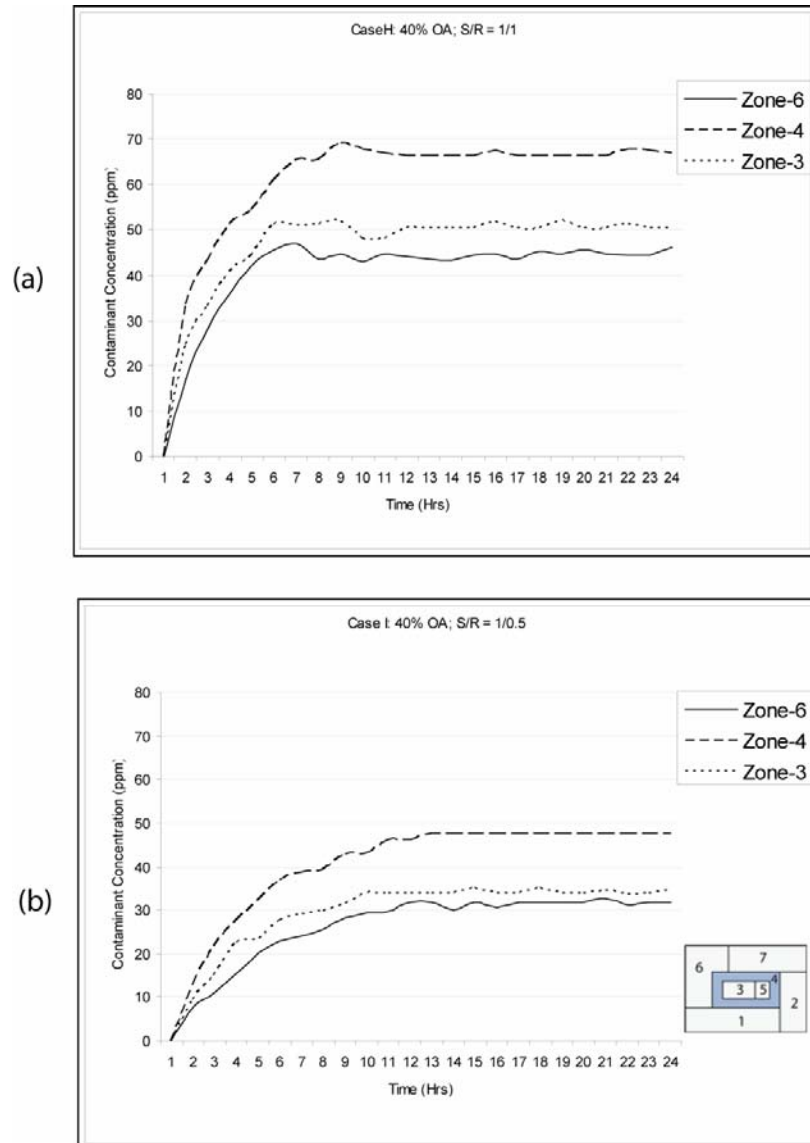 (a)
CaseH: 40% OA; S/R = 1/1
Contaminant Concentration (ppm)
80
70
60
50
40
30
20
10
0
1 2 3 4 5 6 7 8 9 10 11 12 13 14 15 16 17 18 19 20 21 22 23 24
Time (Hrs)
Zone-6
Zone-4
Zone-3
(b)
Case I: 40% OA; S/R = 1/0.5
Contaminant Concentration (ppm)
80
70
60
50
40
30
20
10
0
1 2 3 4 5 6 7 8 9 10 11 12 13 14 15 16 17 18 19 20 21 22 23 24
Time (Hrs)
Zone-6
Zone-4
Zone-3
6 7
4
3 5
2
1